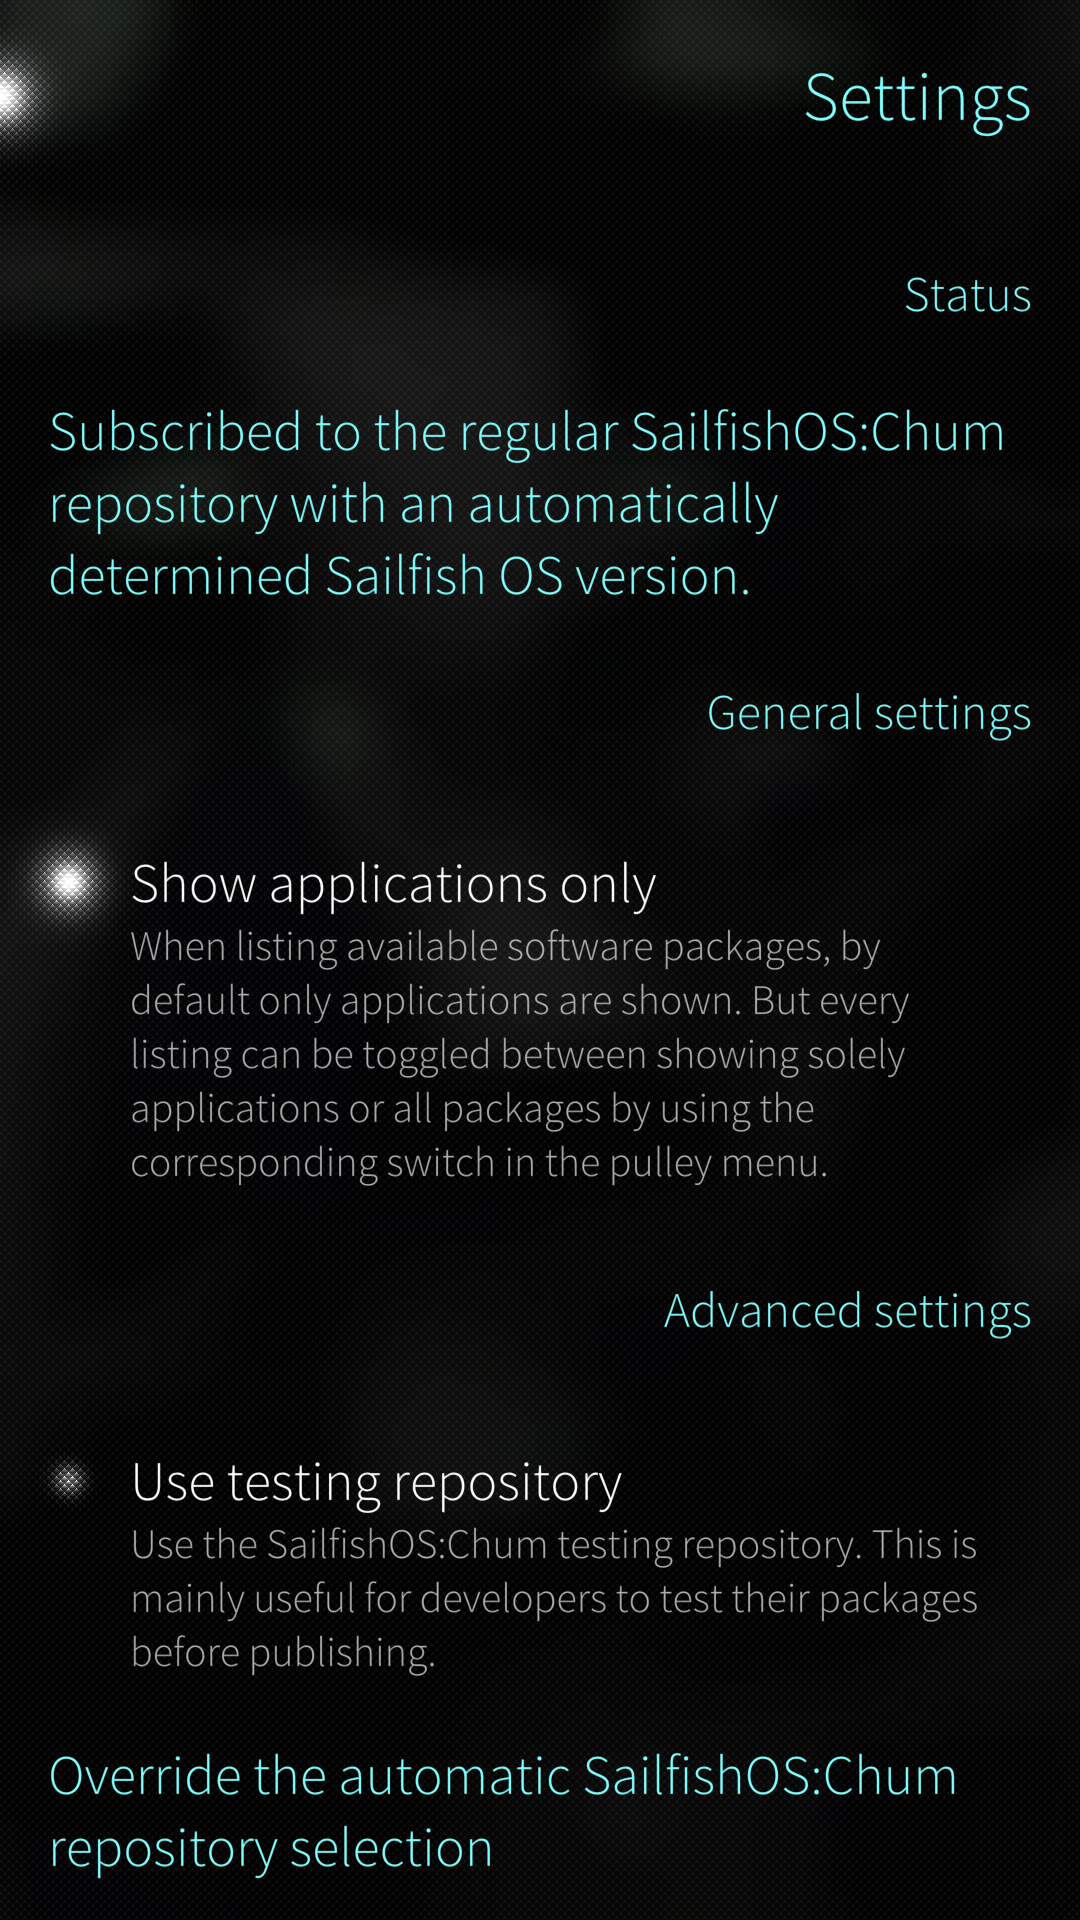 Settings
Status
Subscribed to the regular SailfishOS:Chum
repository with an automatically
determined Sailfish OS version.
General settings
Show applications only
When listing available software packages, by
default only applications are shown. But every
listing can be toggled between showing solely
applications or all packages by using the
corresponding switch in the pulley menu.
Advanced settings
Use testing repository
Use the SailfishOS:Chum testing repository. This is
mainly useful for developers to test their packages
before publishing.
Override the automatic SailfishOS:Chum
repository selection